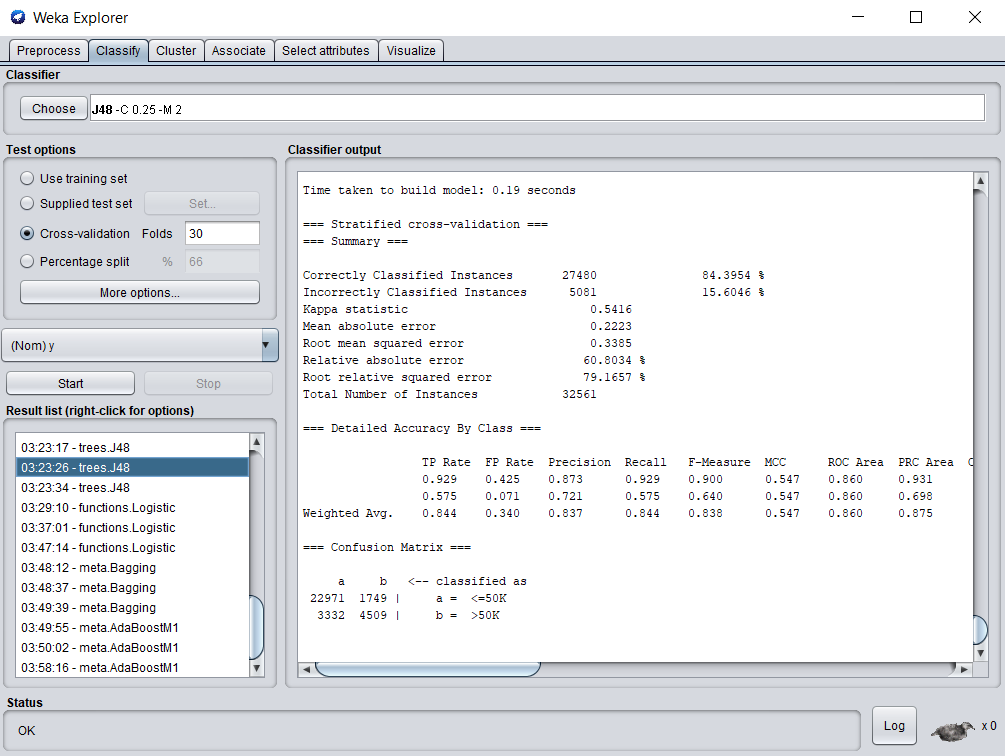 Weka Explorer
Preprocess Classify Cluster Associate Select attributes Visualize
Classifier
Choose J48 -C 0.25 -M 2
Test options
Use training set
Supplied test set Set...
Cross-validation Folds 30
Percentage split % 66
More options...
(Nom) y
Start Stop
Result list (right-click for options)
03:23:17 - trees.J48
03:23:26 - trees.J48
03:23:34 - trees.J48
03:29:10 - functions.Logistic
03:37:01 - functions.Logistic
03:47:14 - functions.Logistic
03:48:12 - meta.Bagging
03:48:37 - meta.Bagging
03:49:39 - meta.Bagging
03:49:55 - meta.AdaBoostM1
03:50:02 - meta.AdaBoostM1
03:58:16 - meta.AdaBoostM1
Classifier output
Time taken to build model: 0.19 seconds
=== Stratified cross-validation ===
=== Summary ===
Correctly Classified Instances 27480 84.3954 %
Incorrectly Classified Instances 5081 15.6046 %
Kappa statistic 0.5416
Mean absolute error 0.2223
Root mean squared error 0.3385
Relative absolute error 60.8034 %
Root relative squared error 79.1657 %
Total Number of Instances 32561
=== Detailed Accuracy By Class ===
TP Rate FP Rate Precision Recall F-Measure MCC ROC Area PRC Area C
0.929 0.425 0.873 0.929 0.900 0.547 0.860 0.931
0.575 0.071 0.721 0.575 0.640 0.547 0.860 0.698
Weighted Avg. 0.844 0.340 0.837 0.844 0.838 0.547 0.860 0.875
=== Confusion Matrix ===
a b <-- classified as
22971 1749 | a = <=50K
3332 4509 | b = >50K
Status
OK
Log
x 0